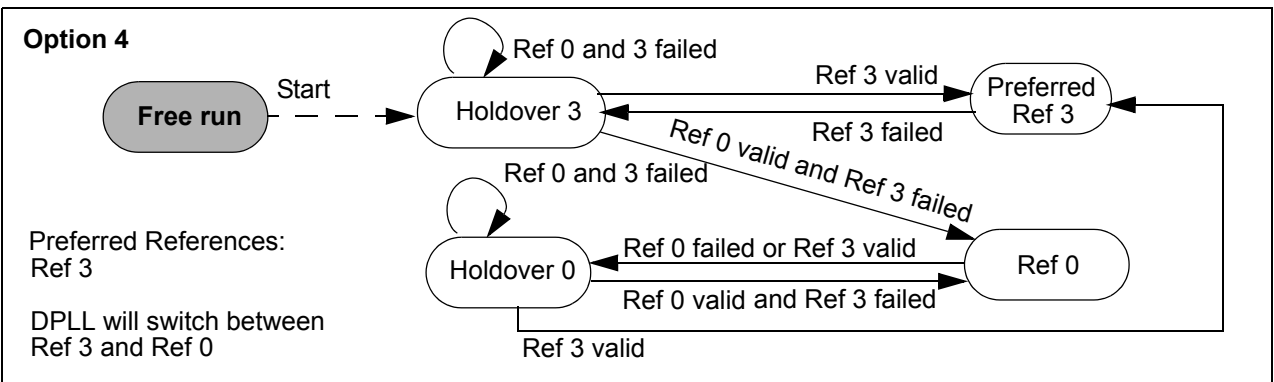 Option 4
Ref 0 and 3 failed
Start
Free run
Holdover 3
Ref 3 valid
Preferred
Ref 3
Ref 3 failed
Ref 0 valid and Ref 3 failed
Ref 0 and 3 failed
Preferred References:
Ref 3
Holdover 0
Ref 0 failed or Ref 3 valid
Ref 0
Ref 0 valid and Ref 3 failed
DPLL will switch between
Ref 3 and Ref 0
Ref 3 valid